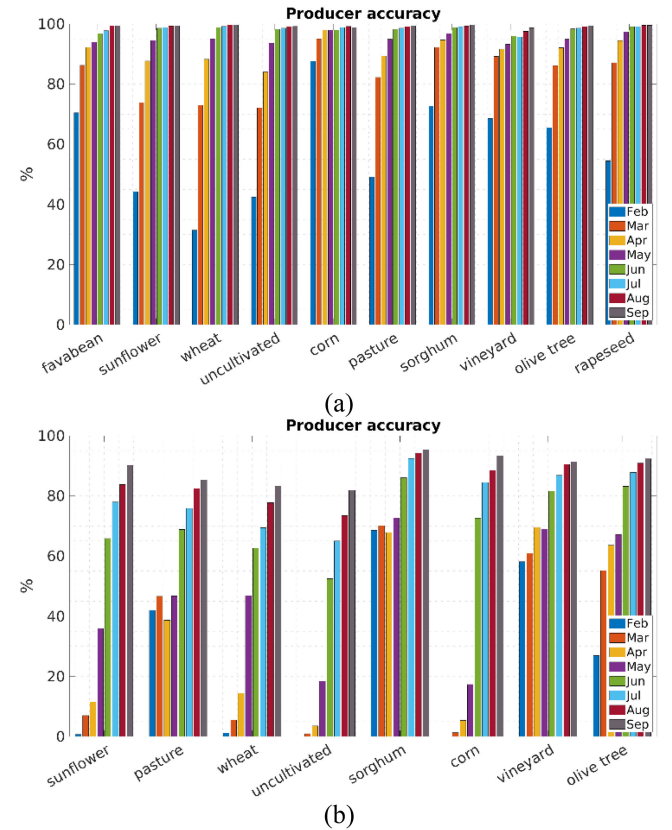 Producer accuracy
100
80
60
40
20
0
%
Feb
Mar
Apr
May
Jun
Jul
Aug
Sep
favabean
sunflower
wheat
uncultivated
corn
pasture
sorghum
vineyard
olive tree
rapeseed
(a)
Producer accuracy
100
80
60
40
20
0
%
Feb
Mar
Apr
May
Jun
Jul
Aug
Sep
sunflower
pasture
wheat
uncultivated
sorghum
corn
vineyard
olive tree
(b)